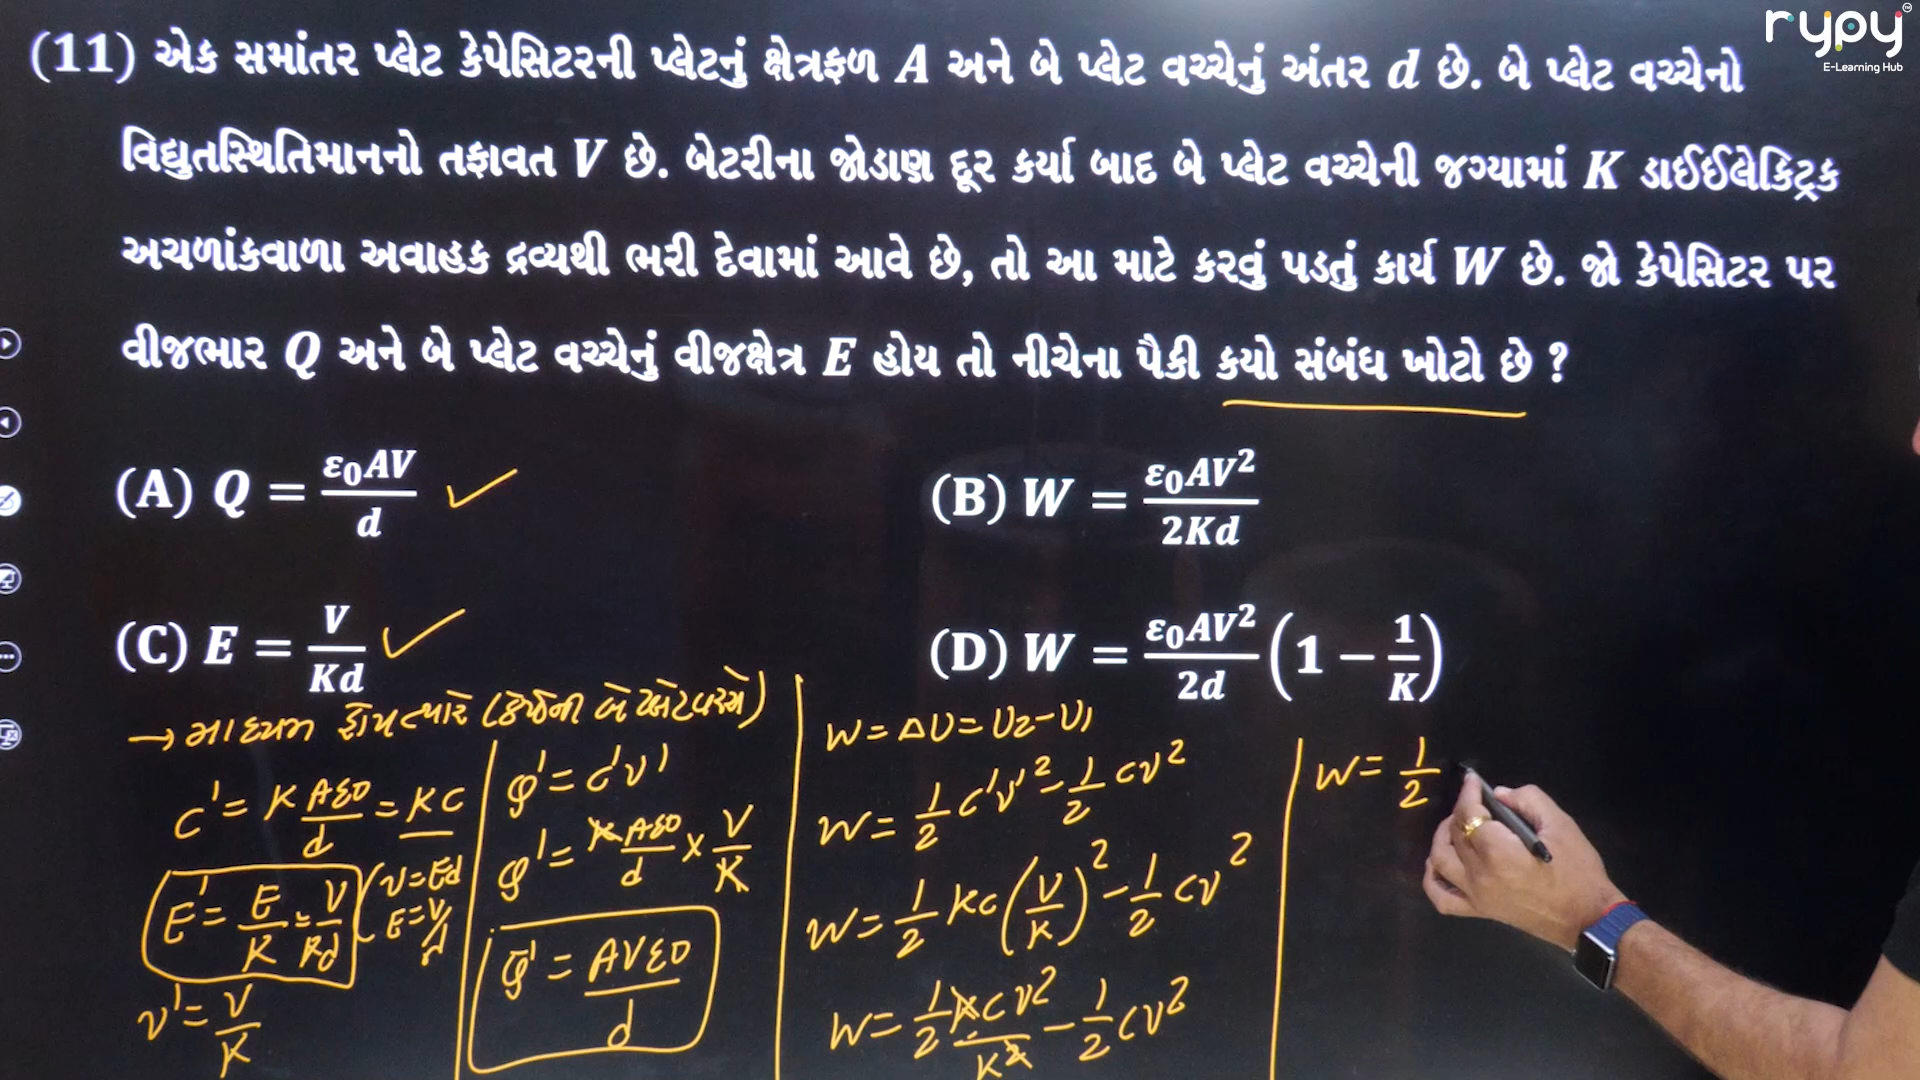 rypy
E-Learning Hub
(11) એક સમાંતર પ્લેટ કેપેસિટરની પ્લેટનું ક્ષેત્રફળ A અને બે પ્લેટ વચ્ચેનું અંતર d છે. બે પ્લેટ વચ્ચેનો
વિદ્યુતસ્થિતિમાનનો તફાવત V છે. બેટરીના જોડાણ દૂર કર્યા બાદ બે પ્લેટ વચ્ચેની જગ્યામાં K ડાઈઈલેક્ટ્રિક
અચળાંકવાળા અવાહક દ્રવ્યથી ભરી દેવામાં આવે છે, તો આ માટે કરવું પડતું કાર્ય W છે. જો કેપેસિટર પર
વીજભાર Q અને બે પ્લેટ વચ્ચેનું વીજક્ષેત્ર E હોય તો નીચેના પૈકી કયો સંબંધ ખોટો છે ?
(A) Q = ε₀AV/d ✓
(B) W = ε₀AV²/2Kd
(C) E = V/Kd ✓
(D) W = ε₀AV²/2d (1 − 1/K)
→ માધ્યમ હોય ત્યારે (કેપેની બે પ્લેટ વચ્ચે)
C' = K Aε0/d = KC
E' = E/K = V/Kd
(V = Ed
E = V/d
V' = V/K
Q' = C'V'
Q' = K Aε0/d × V/K
Q' = AVε0/d
W = ΔU = U2 − U1
W = 1/2 C'V'² − 1/2 CV²
W = 1/2 KC (V/K)² − 1/2 CV²
W = 1/2 KCV²/K² − 1/2 CV²
W = 1/2